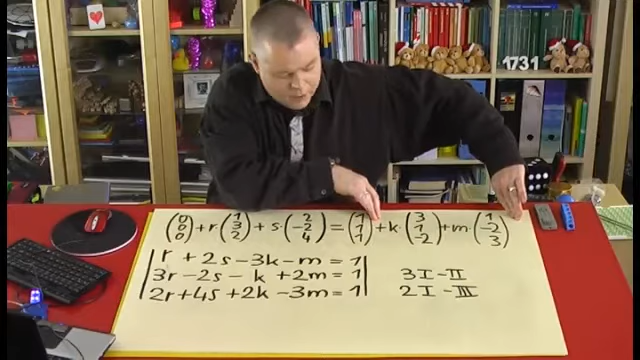 1731
(0 0 0) + r (1 3 2) + s (2 -2 4) = (1 1 1) + k · (3 1 -2) + m · (1 -2 3)
r + 2s - 3k - m = 1
3r - 2s - k + 2m = 1 3I - II
2r + 4s + 2k - 3m = 1 2I - III